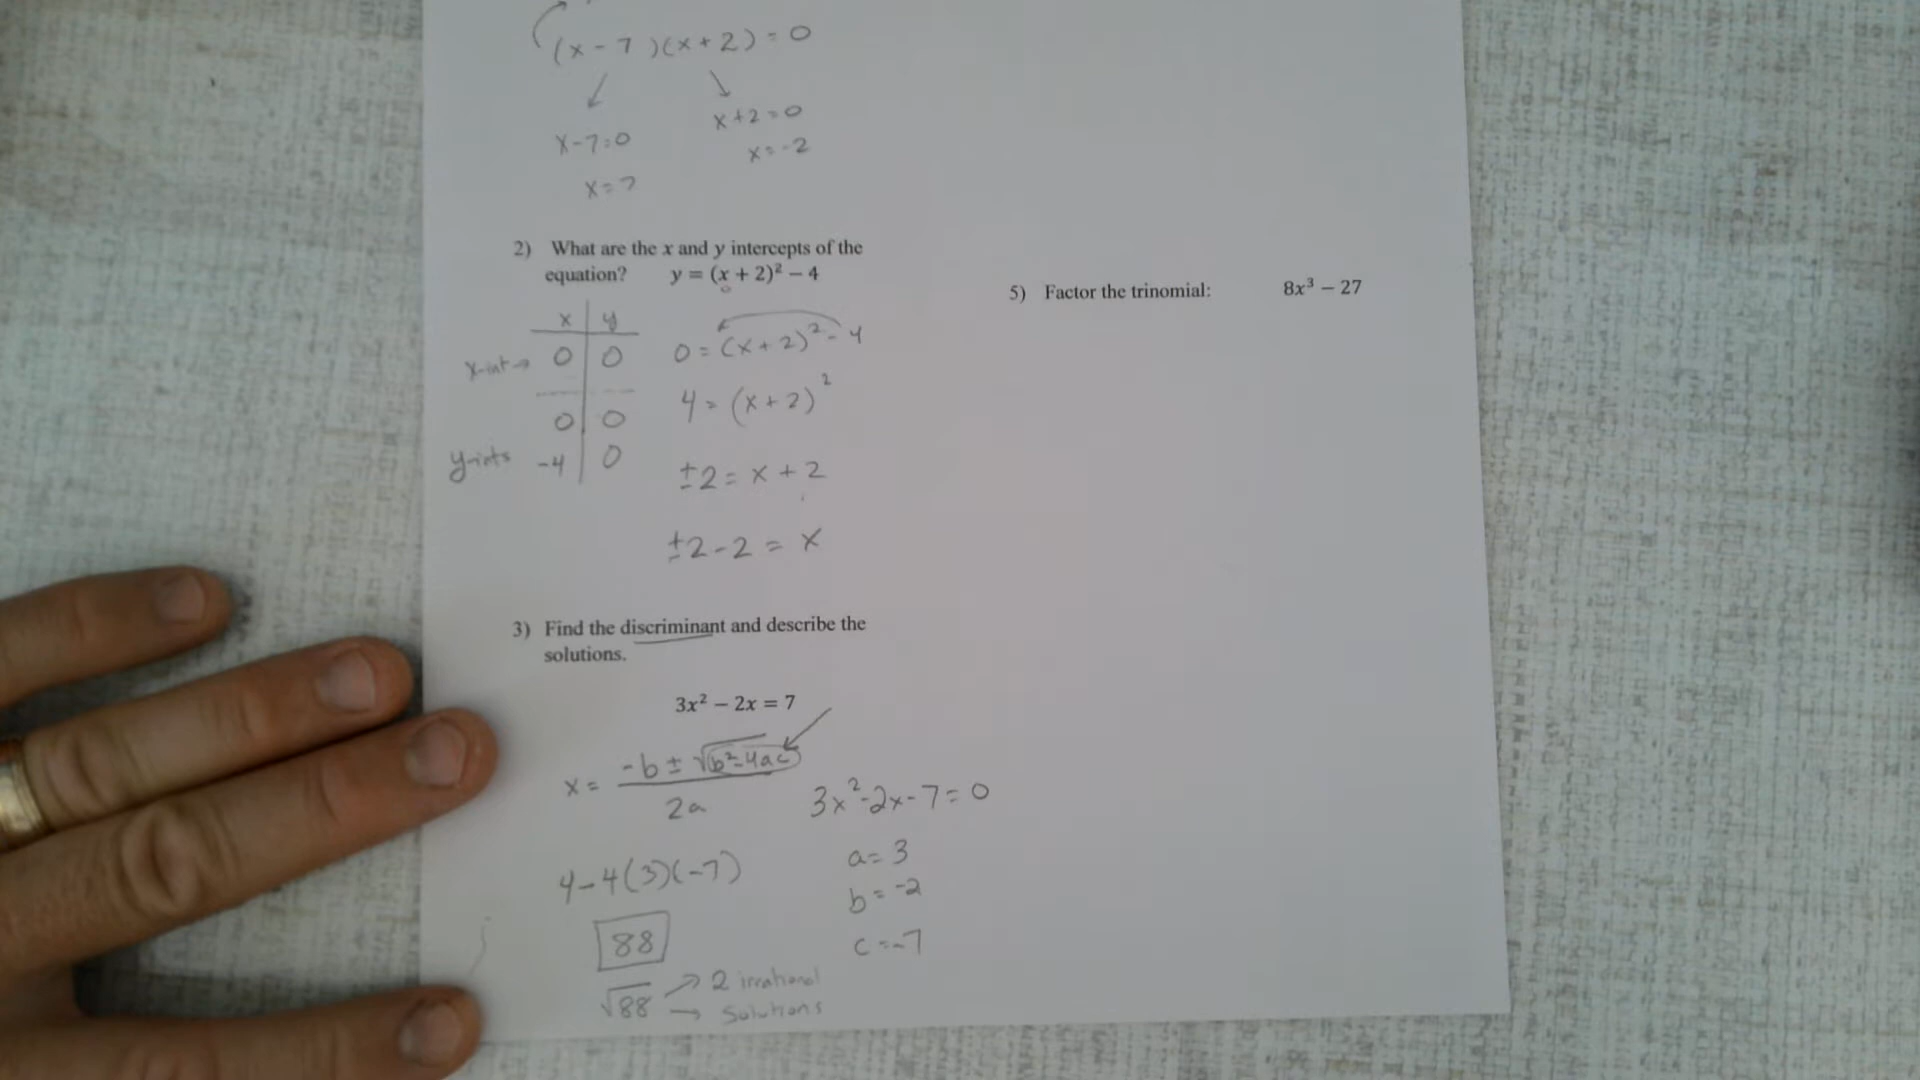 (x - 7)(x + 2) = 0
x - 7 = 0
x + 2 = 0
x = 7
x = -2
2) What are the x and y intercepts of the
equation? y = (x + 2)² – 4
x | y
x-int → 0 | 0
0 | 0
y-ints -4 | 0
0 = (x + 2)² - 4
4 = (x + 2)²
±2 = x + 2
±2 - 2 = x
3) Find the discriminant and describe the
solutions.
3x² – 2x = 7
x = (-b ± √(b² - 4ac)) / 2a
3x² - 2x - 7 = 0
a = 3
b = -2
c = -7
4 - 4(3)(-7)
88
√88 → 2 irrational
→ solutions
5) Factor the trinomial: 8x³ – 27